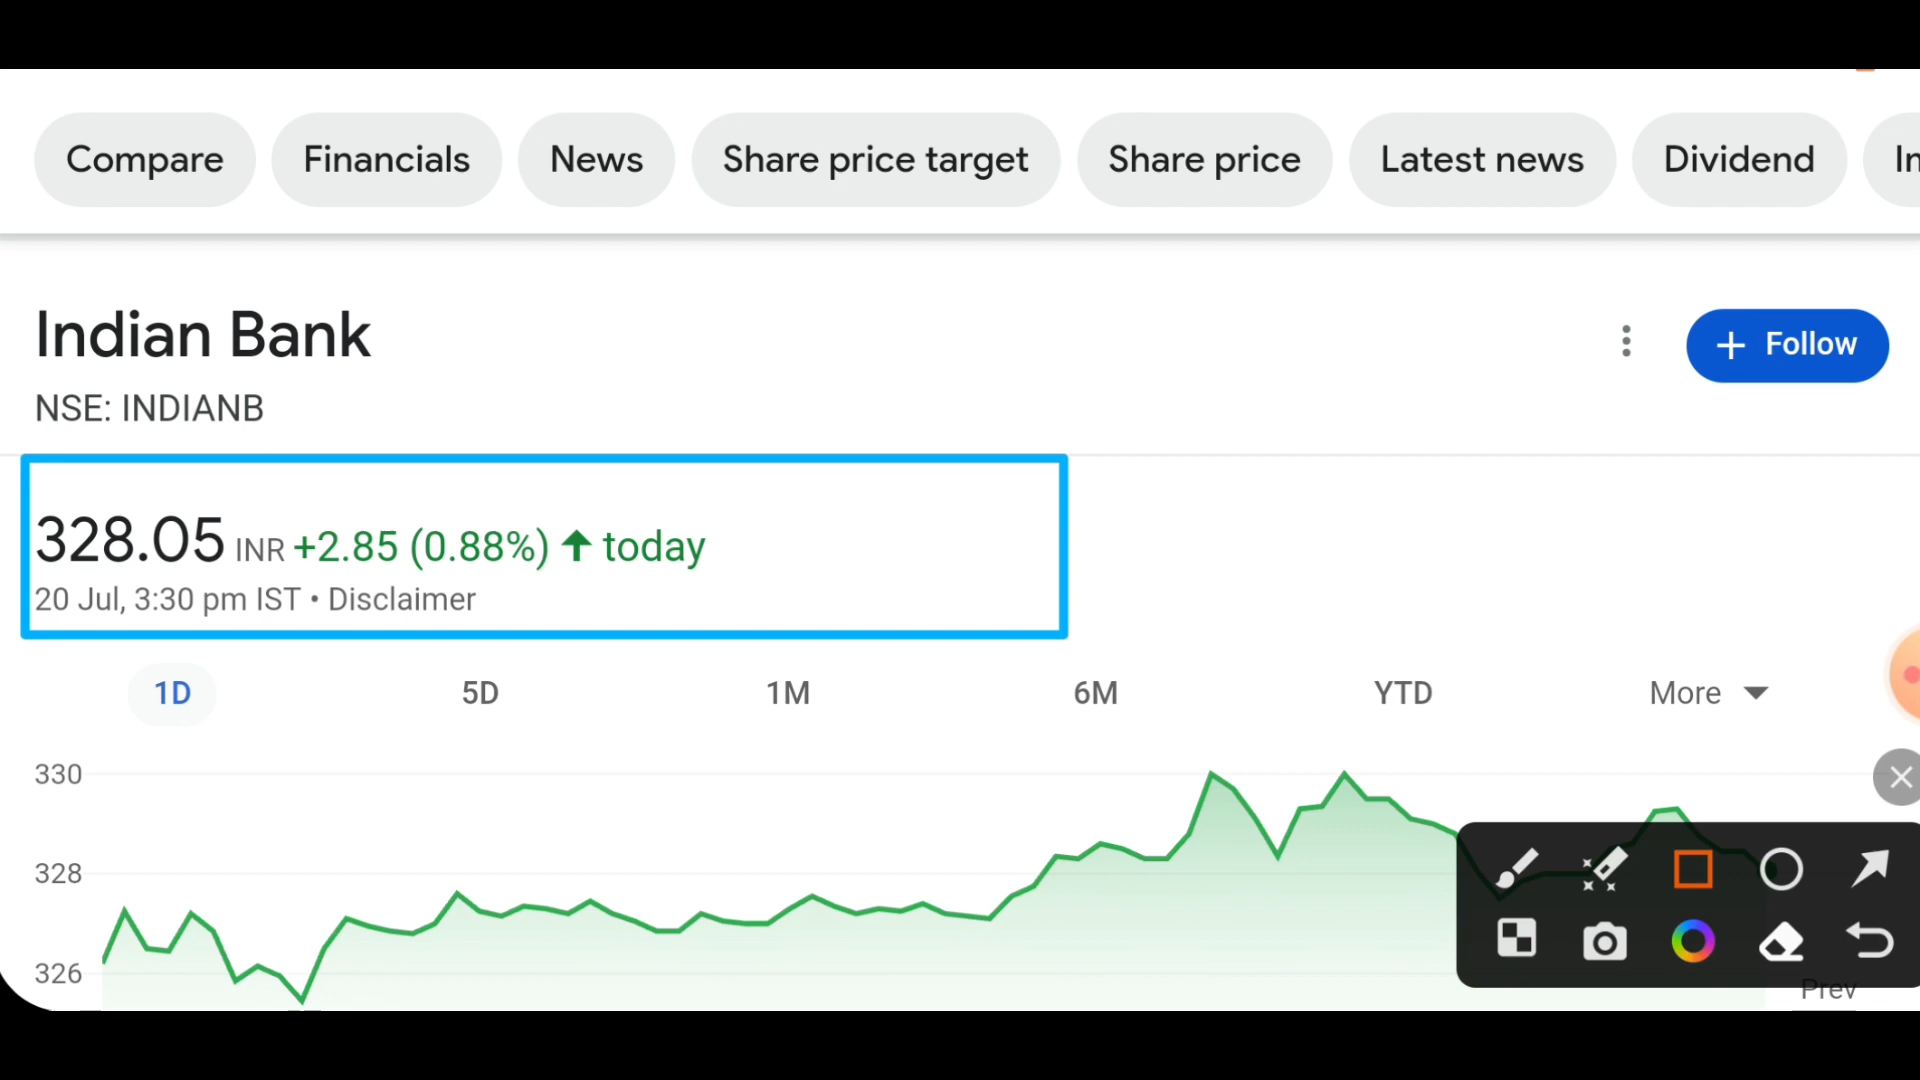 Compare Financials News Share price target Share price Latest news Dividend
Indian Bank
+ Follow
NSE: INDIANB
328.05 INR +2.85 (0.88%) ↑ today
20 Jul, 3:30 pm IST • Disclaimer
1D 5D 1M 6M YTD More
330
328
326
Prev